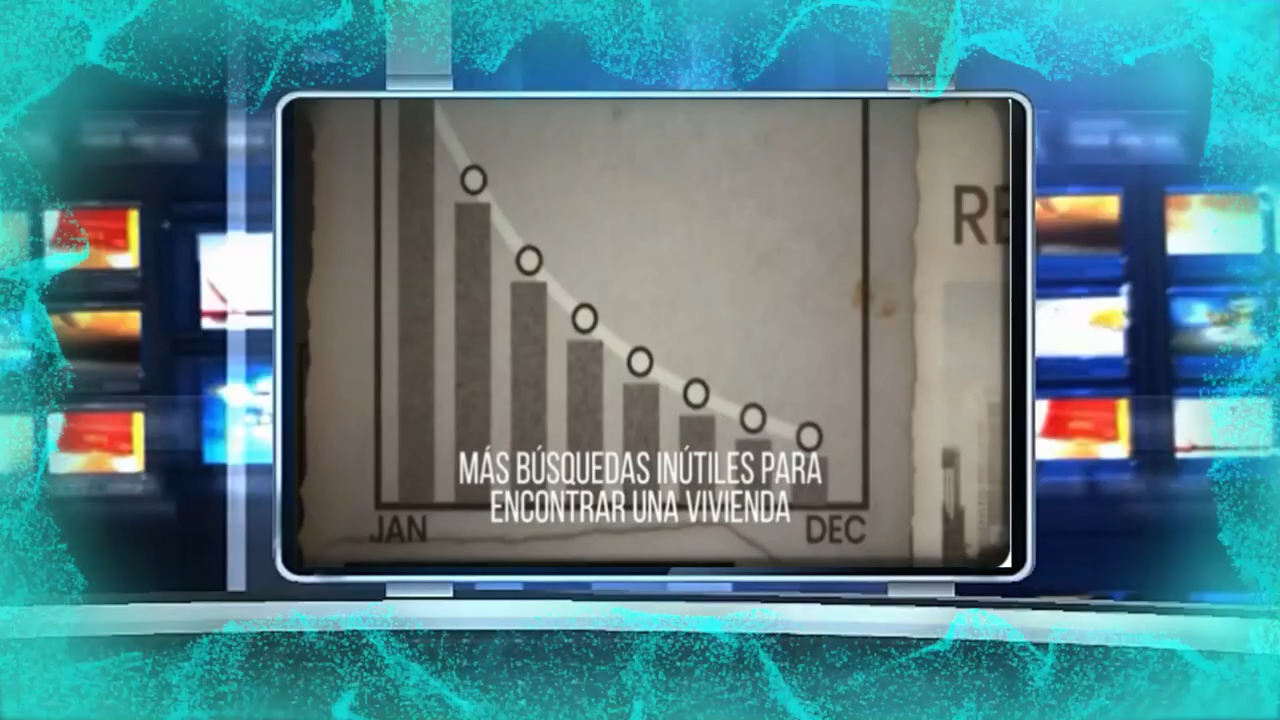 RE
MÁS BÚSQUEDAS INÚTILES PARA
ENCONTRAR UNA VIVIENDA
JAN
DEC